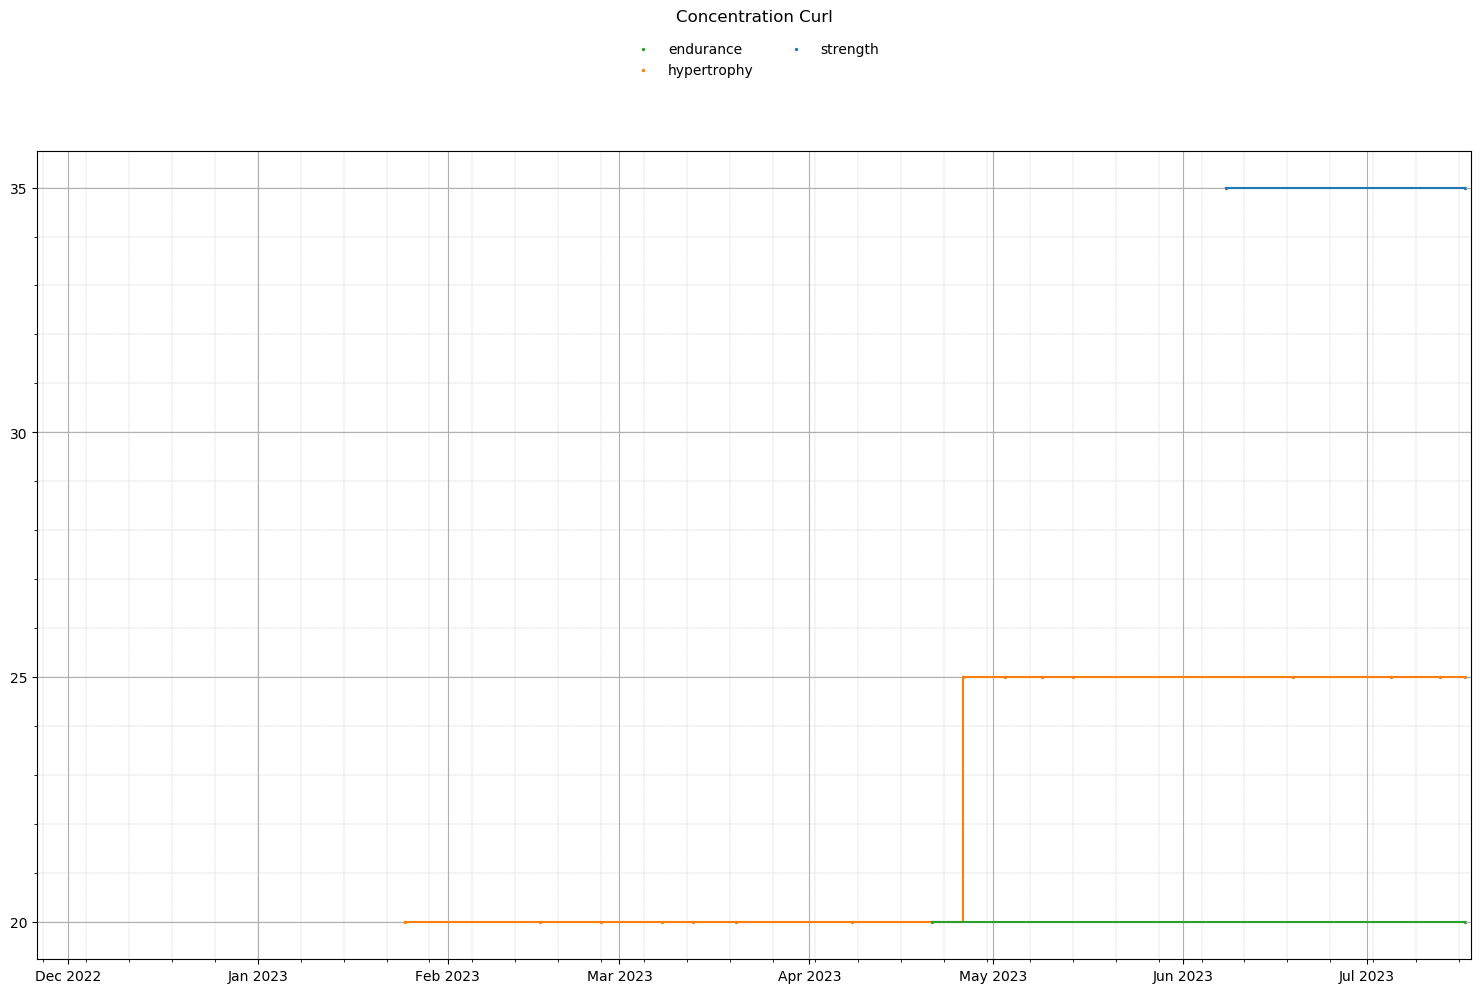 Concentration Curl
endurance strength
hypertrophy
35
30
25
20
Dec 2022 Jan 2023 Feb 2023 Mar 2023 Apr 2023 May 2023 Jun 2023 Jul 2023